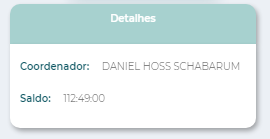 Detalhes
Coordenador: DANIEL HOSS SCHABARUM
Saldo: 112:49:00